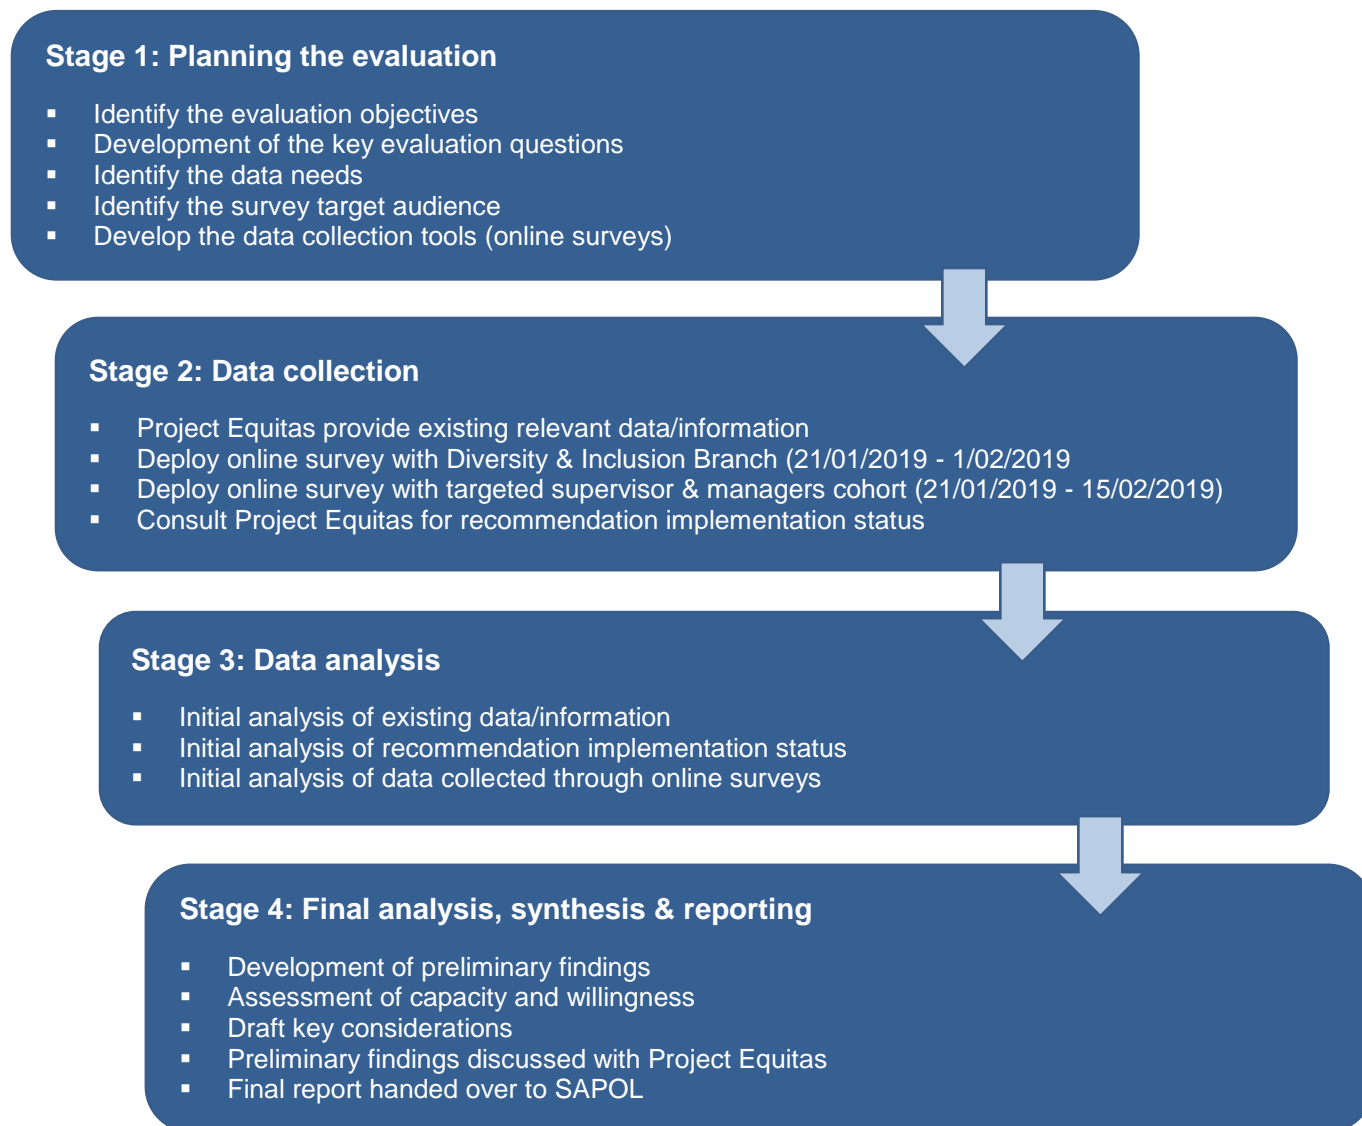 Stage 1: Planning the evaluation
▪ Identify the evaluation objectives
▪ Development of the key evaluation questions
▪ Identify the data needs
▪ Identify the survey target audience
▪ Develop the data collection tools (online surveys)
Stage 2: Data collection
▪ Project Equitas provide existing relevant data/information
▪ Deploy online survey with Diversity & Inclusion Branch (21/01/2019 - 1/02/2019
▪ Deploy online survey with targeted supervisor & managers cohort (21/01/2019 - 15/02/2019)
▪ Consult Project Equitas for recommendation implementation status
Stage 3: Data analysis
▪ Initial analysis of existing data/information
▪ Initial analysis of recommendation implementation status
▪ Initial analysis of data collected through online surveys
Stage 4: Final analysis, synthesis & reporting
▪ Development of preliminary findings
▪ Assessment of capacity and willingness
▪ Draft key considerations
▪ Preliminary findings discussed with Project Equitas
▪ Final report handed over to SAPOL